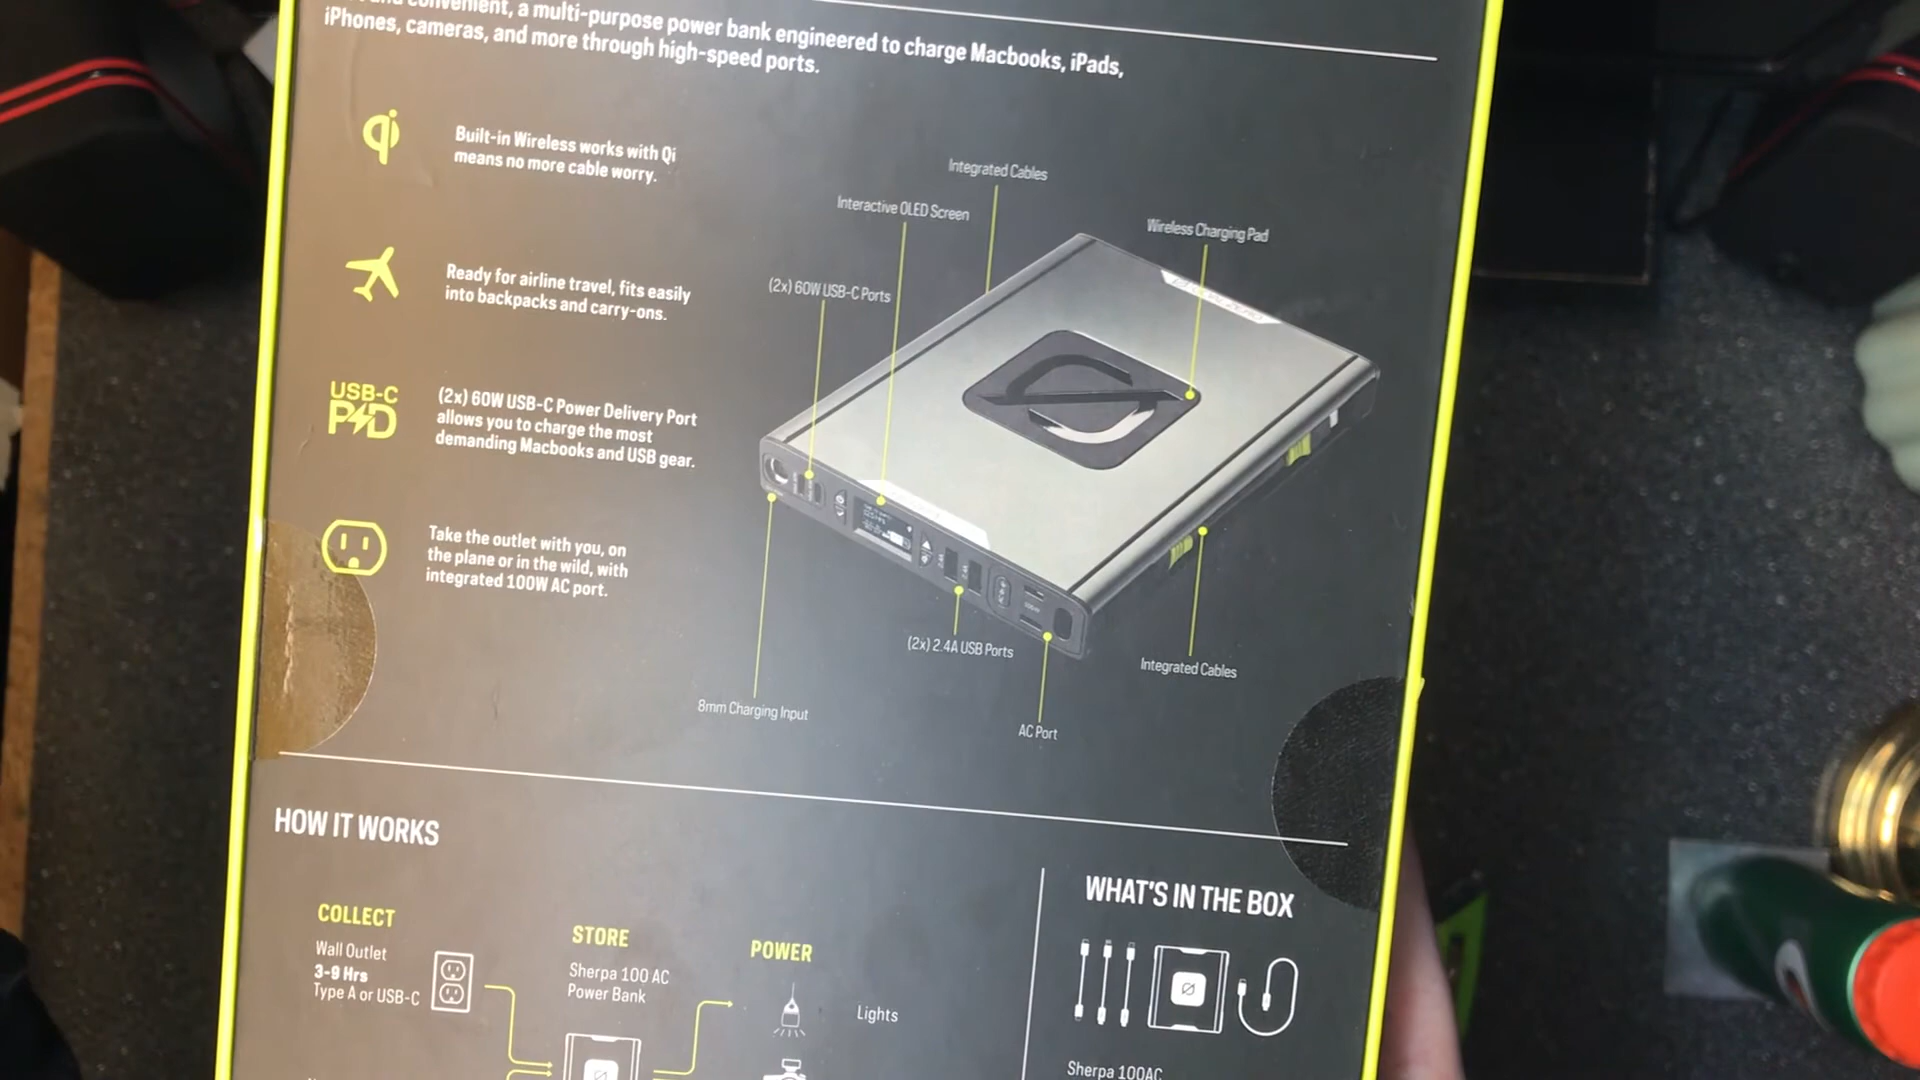 convenient, a multi-purpose power bank engineered to charge Macbooks, iPads,
iPhones, cameras, and more through high-speed ports.
qi
Built-in Wireless works with Qi
means no more cable worry.
Ready for airline travel, fits easily
into backpacks and carry-ons.
USB-C
PD
(2x) 60W USB-C Power Delivery Port
allows you to charge the most
demanding Macbooks and USB gear.
Take the outlet with you, on
the plane or in the wild, with
integrated 100W AC port.
Integrated Cables
Interactive OLED Screen
Wireless Charging Pad
(2x) 60W USB-C Ports
(2x) 2.4A USB Ports
Integrated Cables
8mm Charging Input
AC Port
HOW IT WORKS
COLLECT
Wall Outlet
3-9 Hrs
Type A or USB-C
STORE
Sherpa 100 AC
Power Bank
POWER
Lights
WHAT'S IN THE BOX
Sherpa 100AC